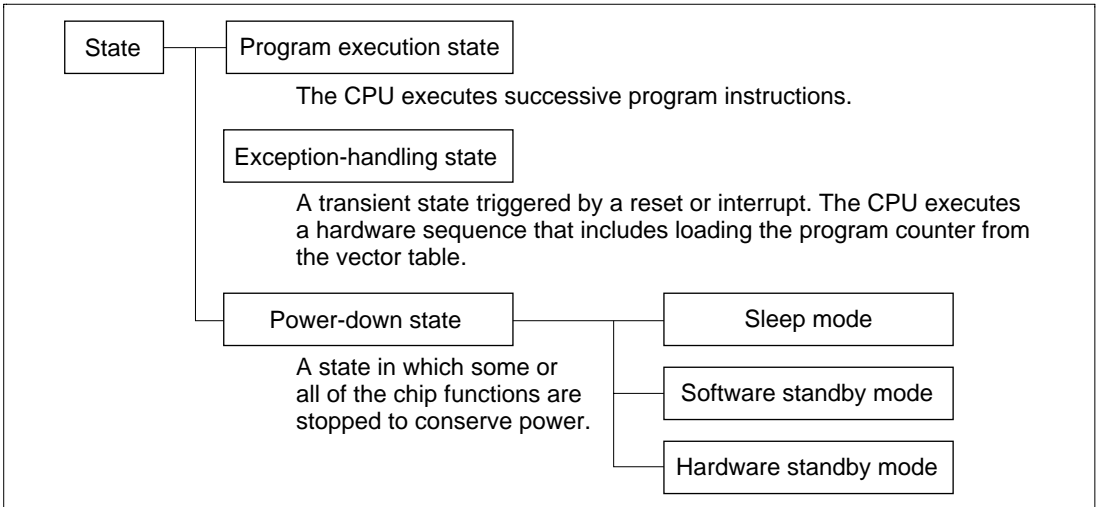 State
Program execution state
The CPU executes successive program instructions.
Exception-handling state
A transient state triggered by a reset or interrupt. The CPU executes
a hardware sequence that includes loading the program counter from
the vector table.
Power-down state
Sleep mode
A state in which some or
all of the chip functions are
stopped to conserve power.
Software standby mode
Hardware standby mode